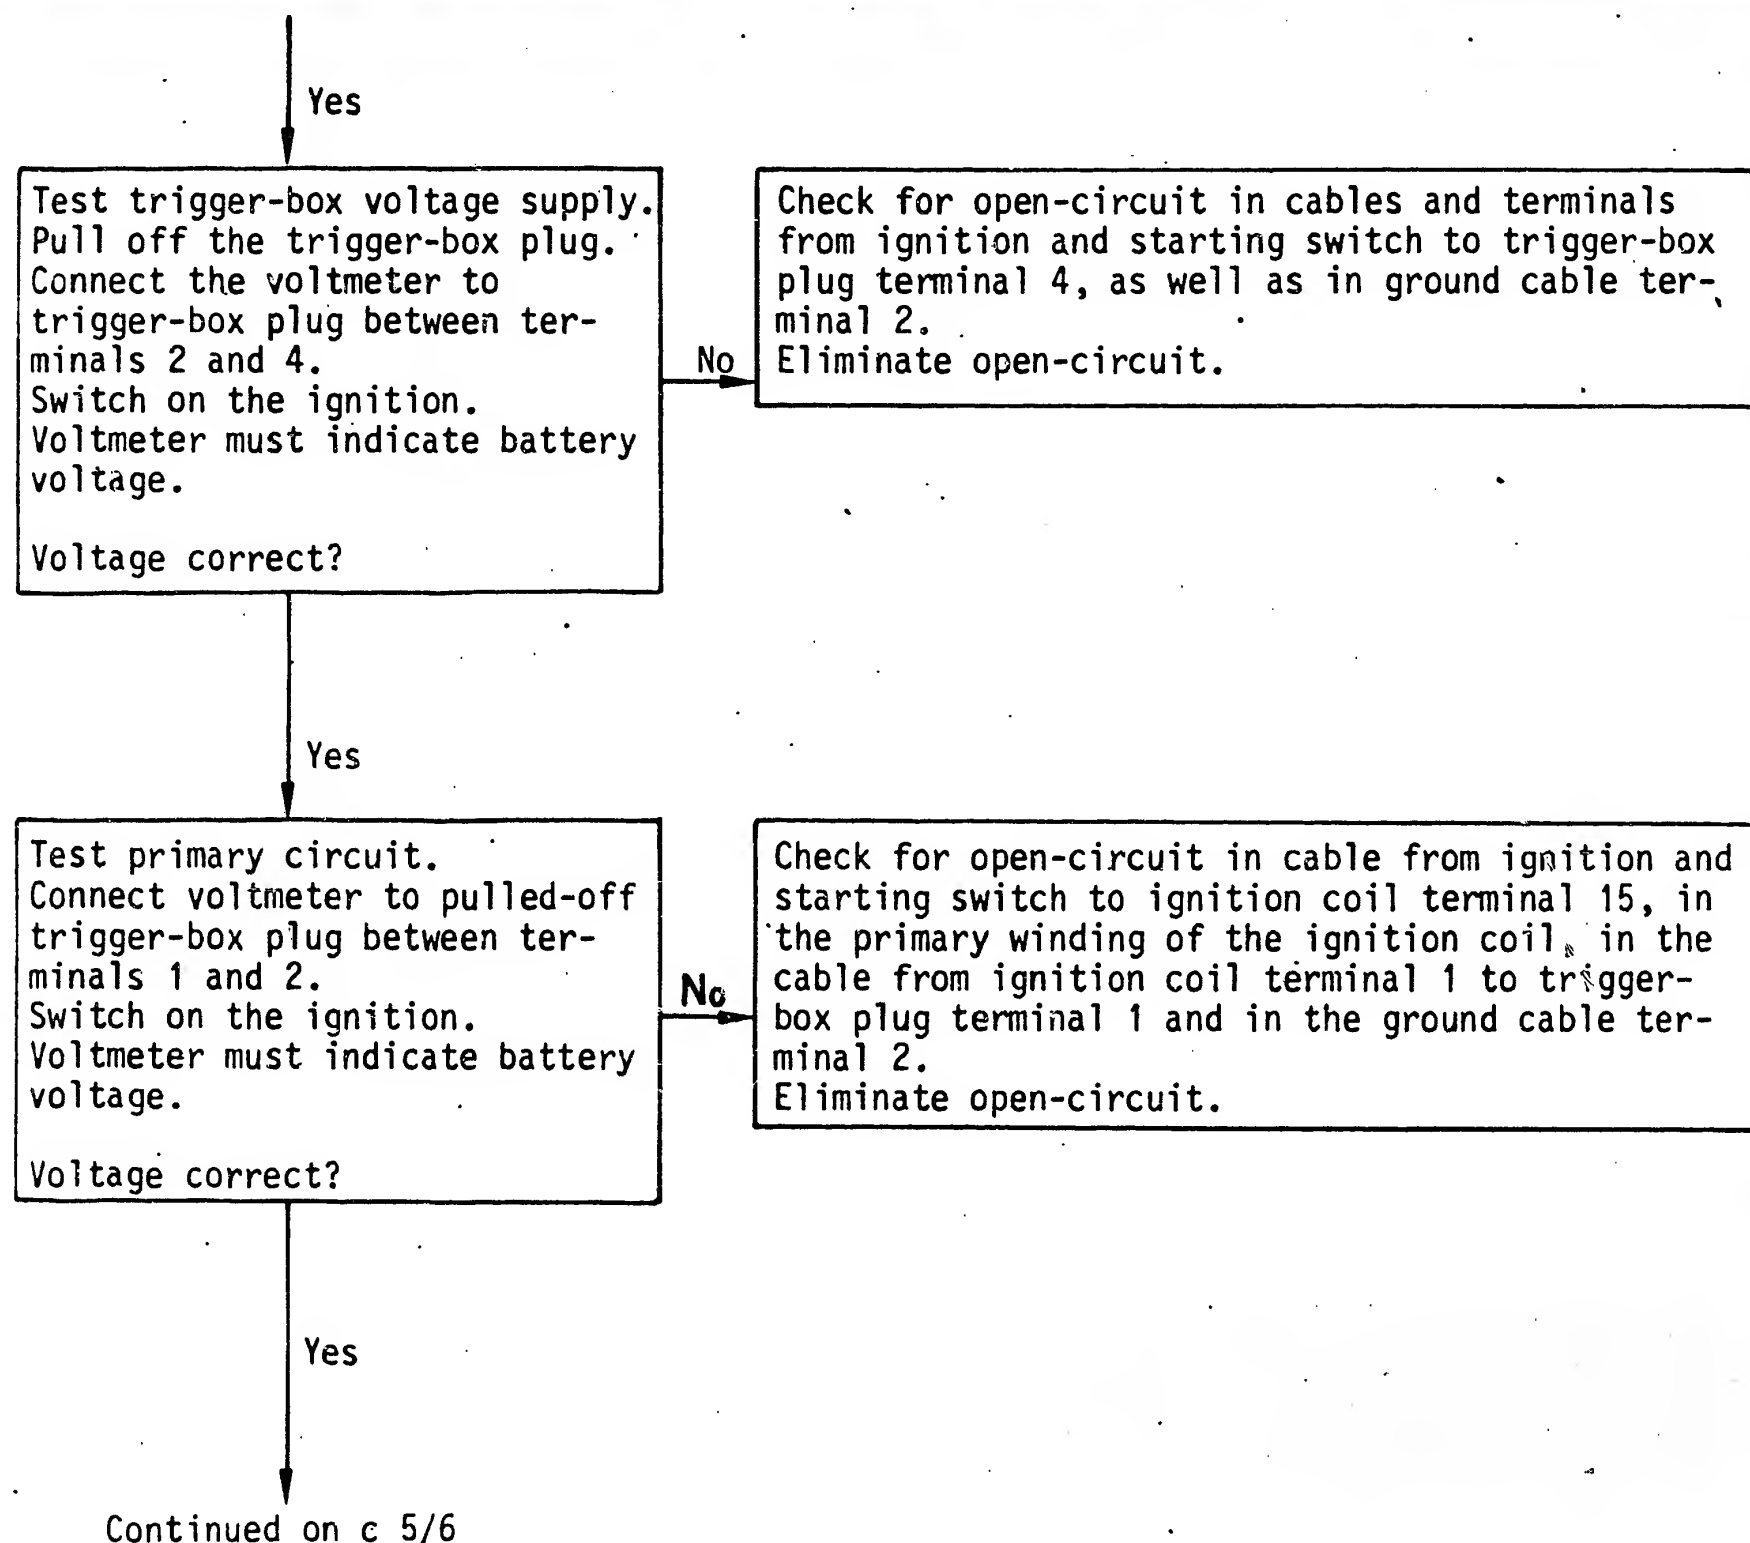 Yes
Test trigger-box voltage supply.
Pull off the trigger-box plug.
Connect the voltmeter to
trigger-box plug between ter-
minals 2 and 4.
Switch on the ignition.
Voltmeter must indicate battery
voltage.
Voltage correct?
No
Check for open-circuit in cables and terminals
from ignition and starting switch to trigger-box
plug terminal 4, as well as in ground cable ter-
minal 2.
Eliminate open-circuit.
Yes
Test primary circuit.
Connect voltmeter to pulled-off
trigger-box plug between ter-
minals 1 and 2.
Switch on the ignition.
Voltmeter must indicate battery
voltage.
Voltage correct?
No
Check for open-circuit in cable from ignition and
starting switch to ignition coil terminal 15, in
the primary winding of the ignition coil, in the
cable from ignition coil terminal 1 to trigger-
box plug terminal 1 and in the ground cable ter-
minal 2.
Eliminate open-circuit.
Yes
Continued on c 5/6